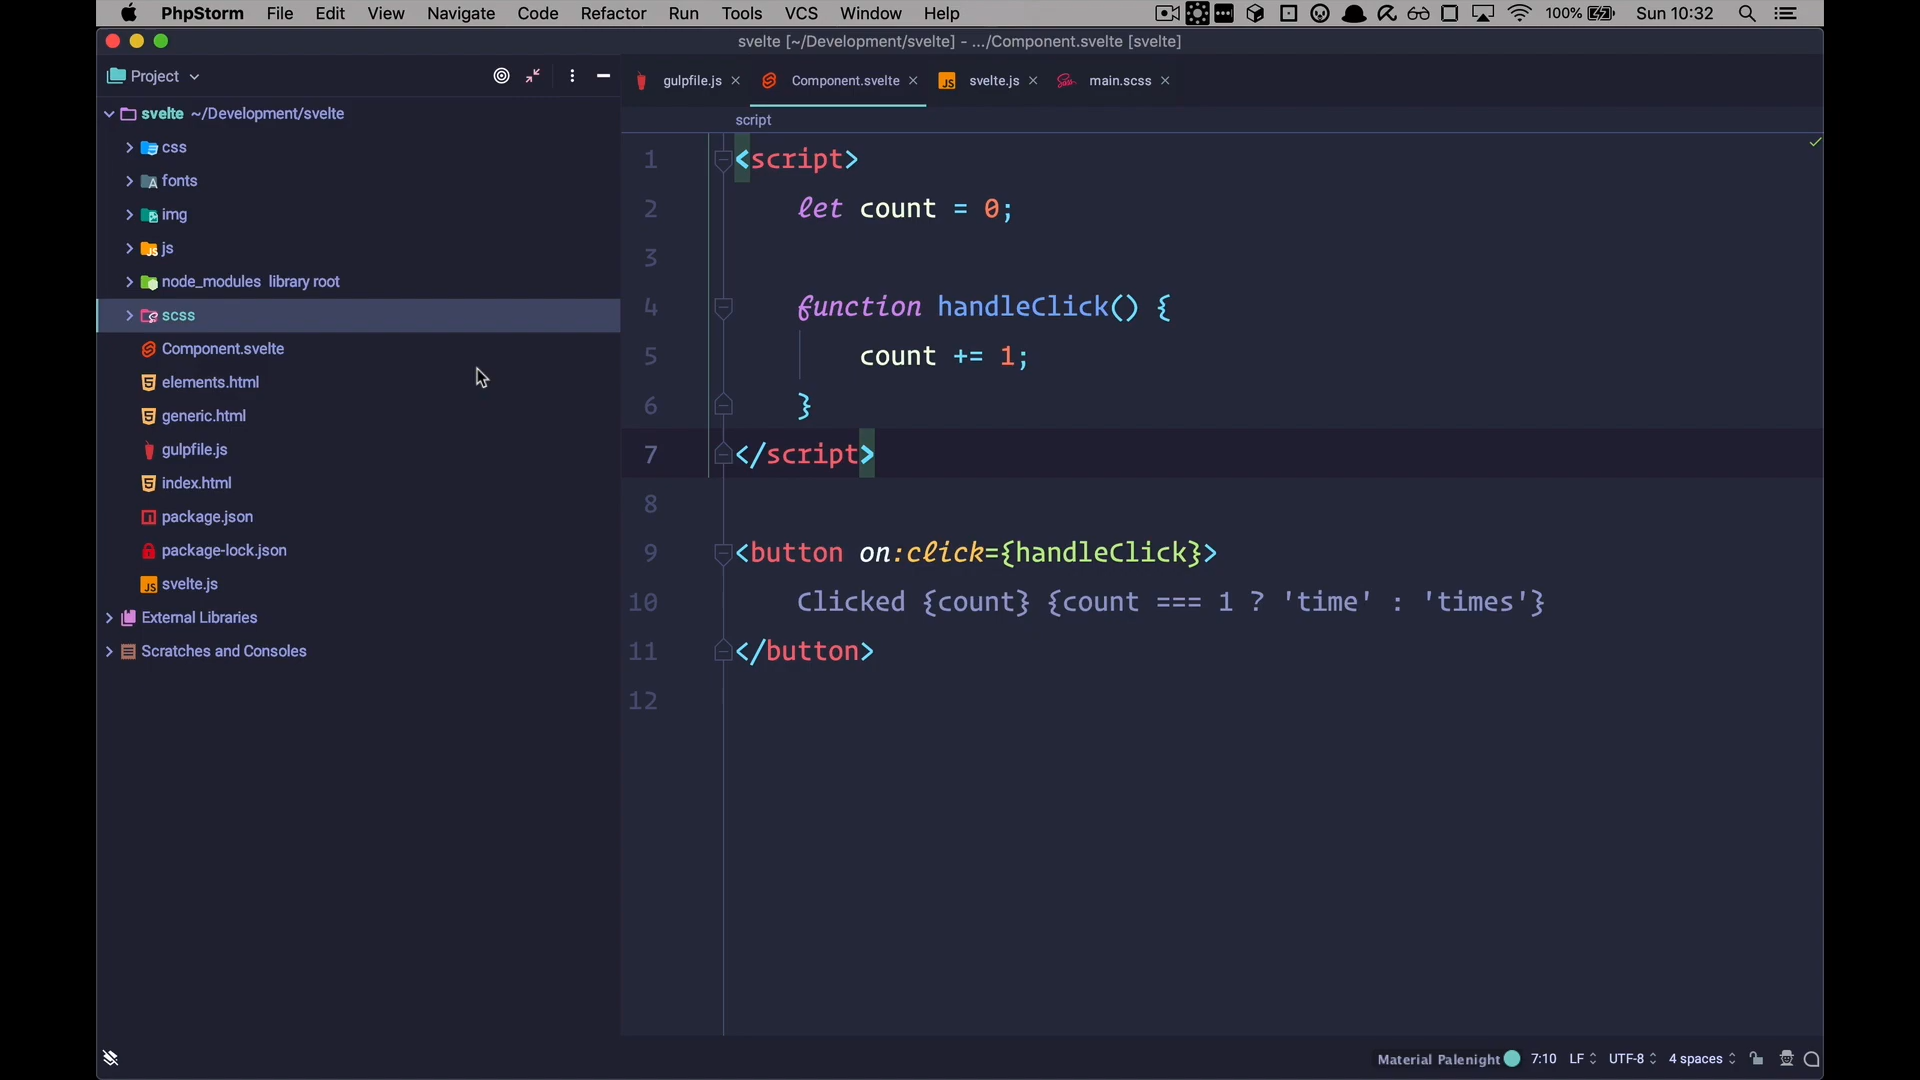 PhpStorm File Edit View Navigate Code Refactor Run Tools VCS Window Help 100% Sun 10:32
svelte [~/Development/svelte] - .../Component.svelte [svelte]
Project
gulpfile.js Component.svelte svelte.js main.scss
svelte ~/Development/svelte
css
fonts
img
js
node_modules library root
scss
Component.svelte
elements.html
generic.html
gulpfile.js
index.html
package.json
package-lock.json
svelte.js
External Libraries
Scratches and Consoles
script
1 <script>
2 let count = 0;
3
4 function handleClick() {
5 count += 1;
6 }
7 </script>
8
9 <button on:click={handleClick}>
10 Clicked {count} {count === 1 ? 'time' : 'times'}
11 </button>
12
Material Palenight 7:10 LF UTF-8 4 spaces